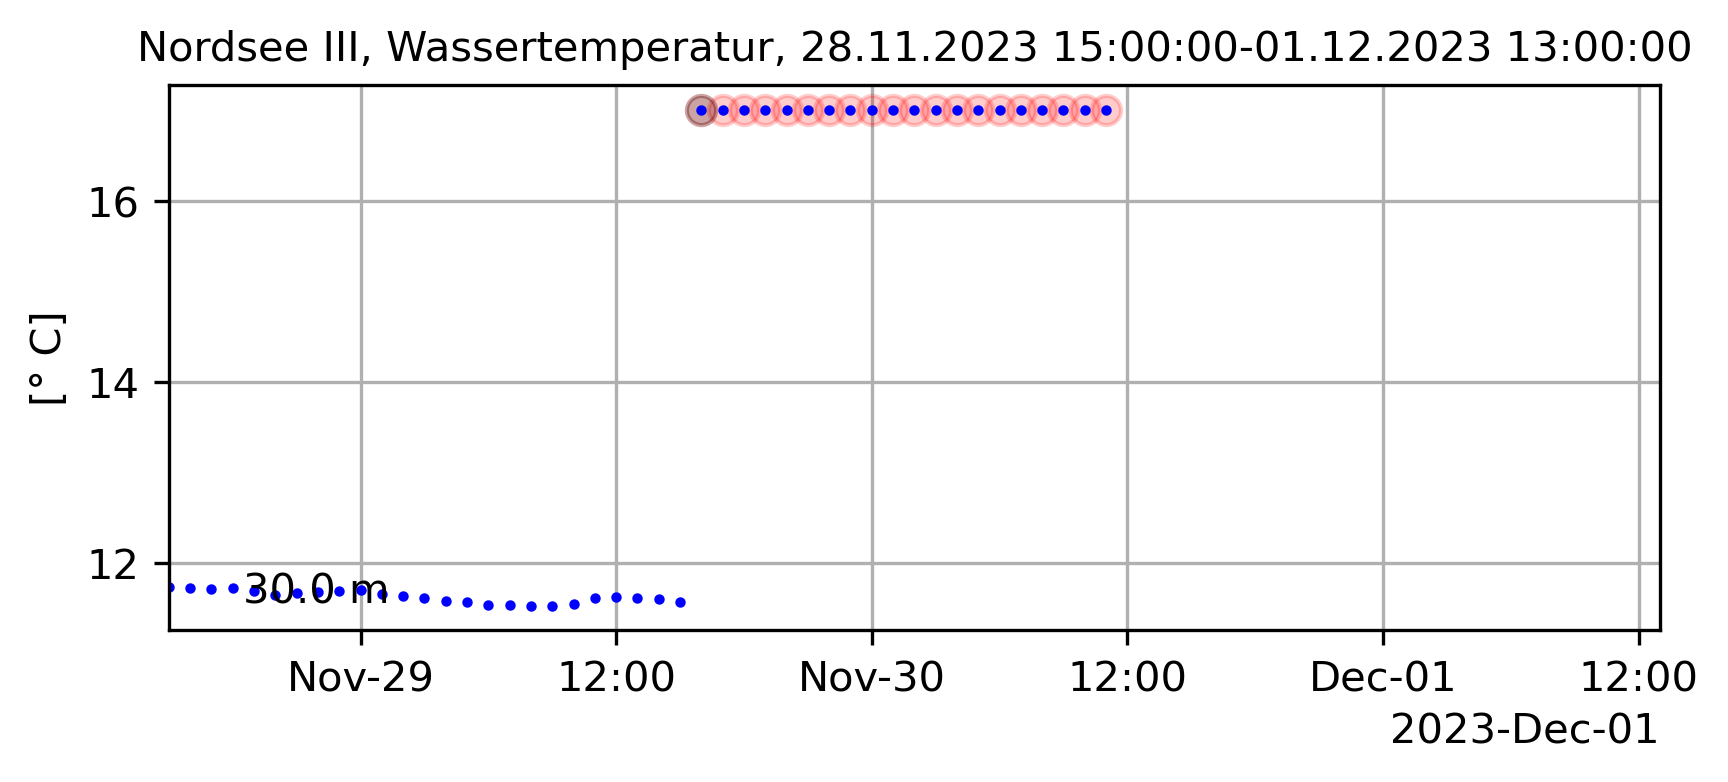 Nordsee III, Wassertemperatur, 28.11.2023 15:00:00-01.12.2023 13:00:00
[° C]
16
14
12
30.0 m
Nov-29 12:00 Nov-30 12:00 Dec-01 12:00
2023-Dec-01